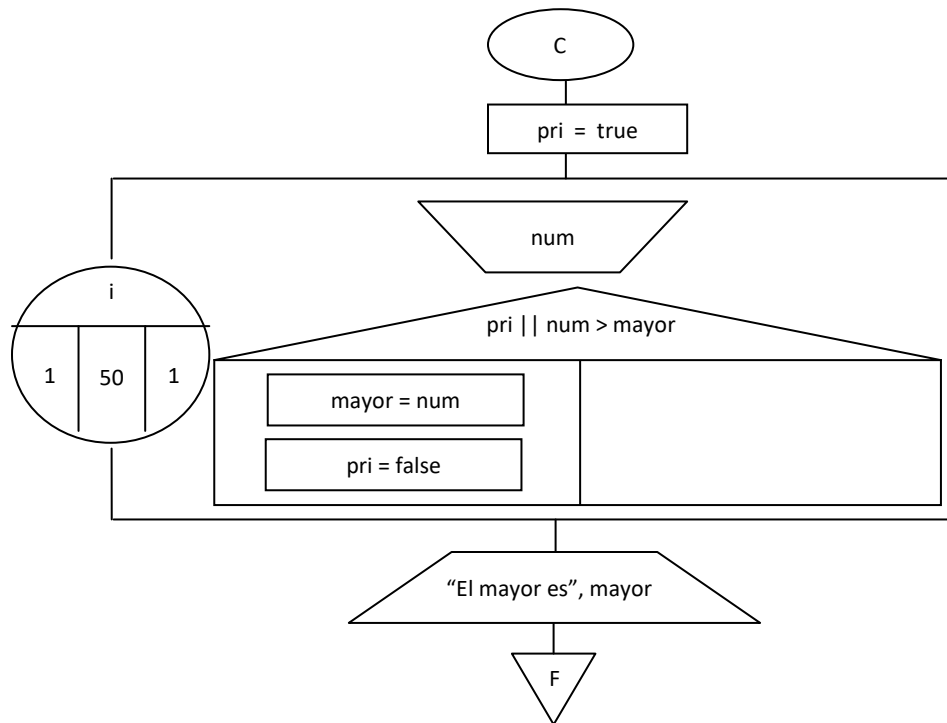 C
pri = true
num
i
pri || num > mayor
1 50 1
mayor = num
pri = false
“El mayor es”, mayor
F